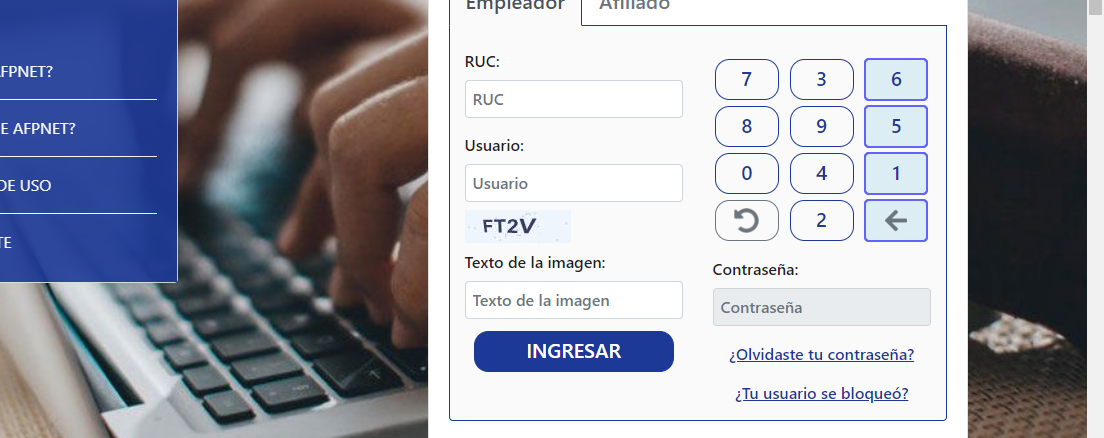 Empleador Afiliado
FPNET?
E AFPNET?
DE USO
TE
RUC:
RUC
Usuario:
Usuario
FT2V
Texto de la imagen:
Texto de la imagen
INGRESAR
7 3 6
8 9 5
0 4 1
2
Contraseña:
Contraseña
¿Olvidaste tu contraseña?
¿Tu usuario se bloqueó?